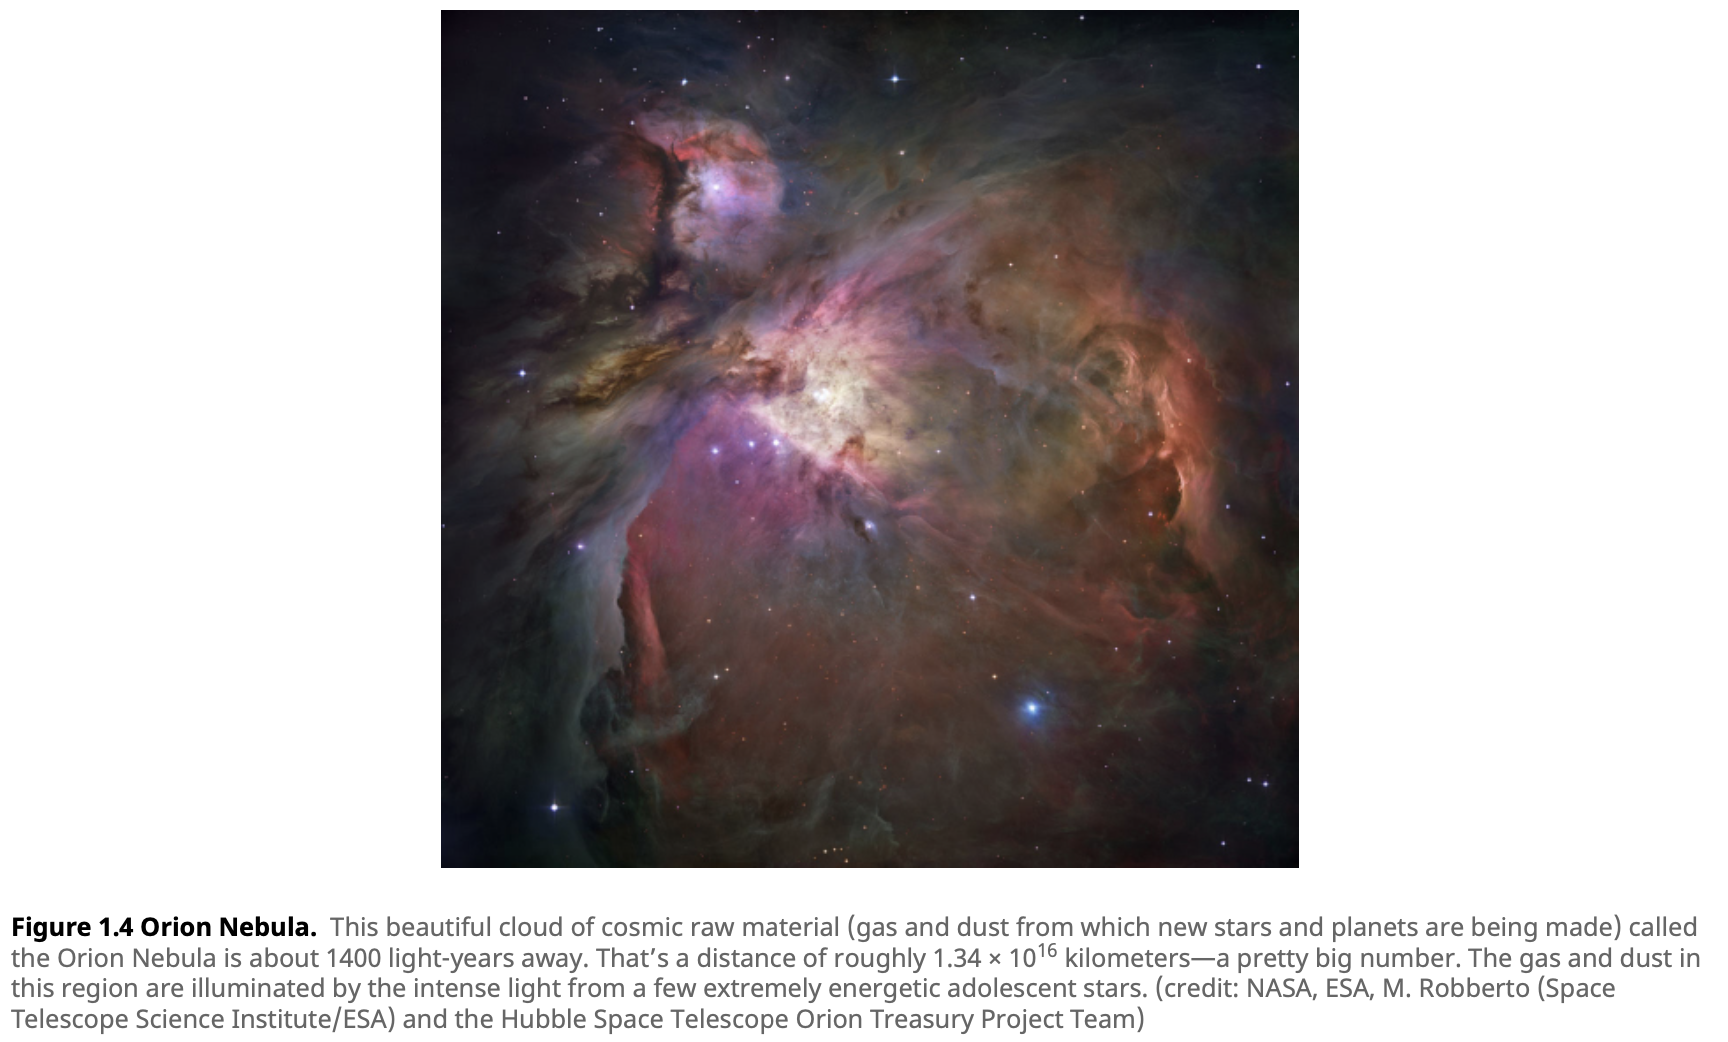 Figure 1.4 Orion Nebula. This beautiful cloud of cosmic raw material (gas and dust from which new stars and planets are being made) called
the Orion Nebula is about 1400 light-years away. That’s a distance of roughly 1.34 × 10¹⁶ kilometers—a pretty big number. The gas and dust in
this region are illuminated by the intense light from a few extremely energetic adolescent stars. (credit: NASA, ESA, M. Robberto (Space
Telescope Science Institute/ESA) and the Hubble Space Telescope Orion Treasury Project Team)